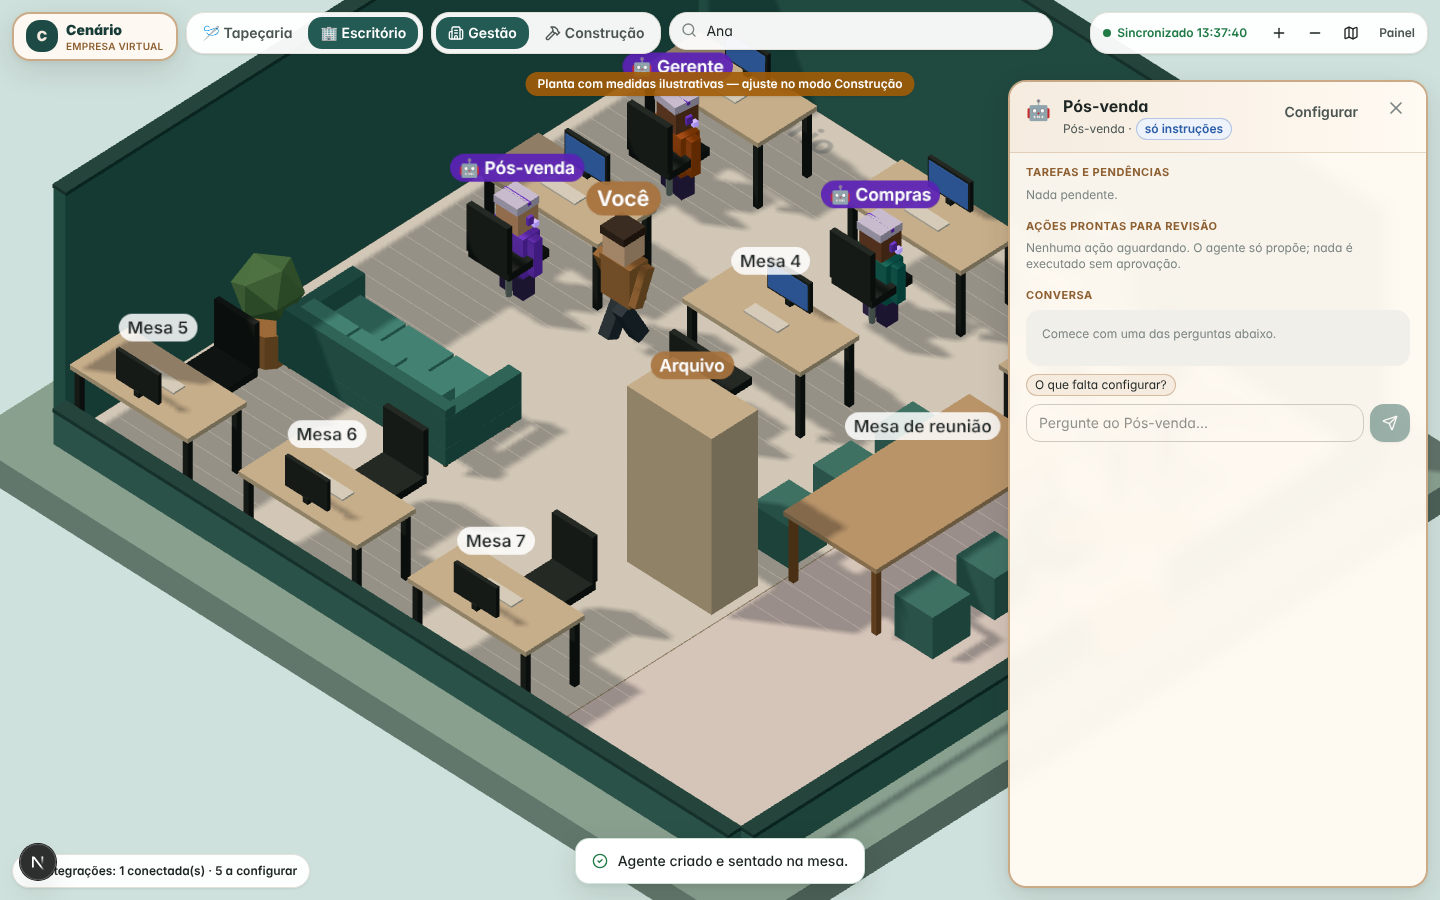 C
Cenário
EMPRESA VIRTUAL
Tapeçaria
Escritório
Gestão
Construção
Ana
Sincronizado 13:37:40
Painel
Gerente
Planta com medidas ilustrativas — ajuste no modo Construção
Pós-venda
Você
Compras
Mesa 4
Mesa 5
Arquivo
Mesa 6
Mesa de reunião
Mesa 7
Pós-venda
Pós-venda · só instruções
Configurar
TAREFAS E PENDÊNCIAS
Nada pendente.
AÇÕES PRONTAS PARA REVISÃO
Nenhuma ação aguardando. O agente só propõe; nada é
executado sem aprovação.
CONVERSA
Comece com uma das perguntas abaixo.
O que falta configurar?
Pergunte ao Pós-venda...
Agente criado e sentado na mesa.
N
tegrações: 1 conectada(s) · 5 a configurar